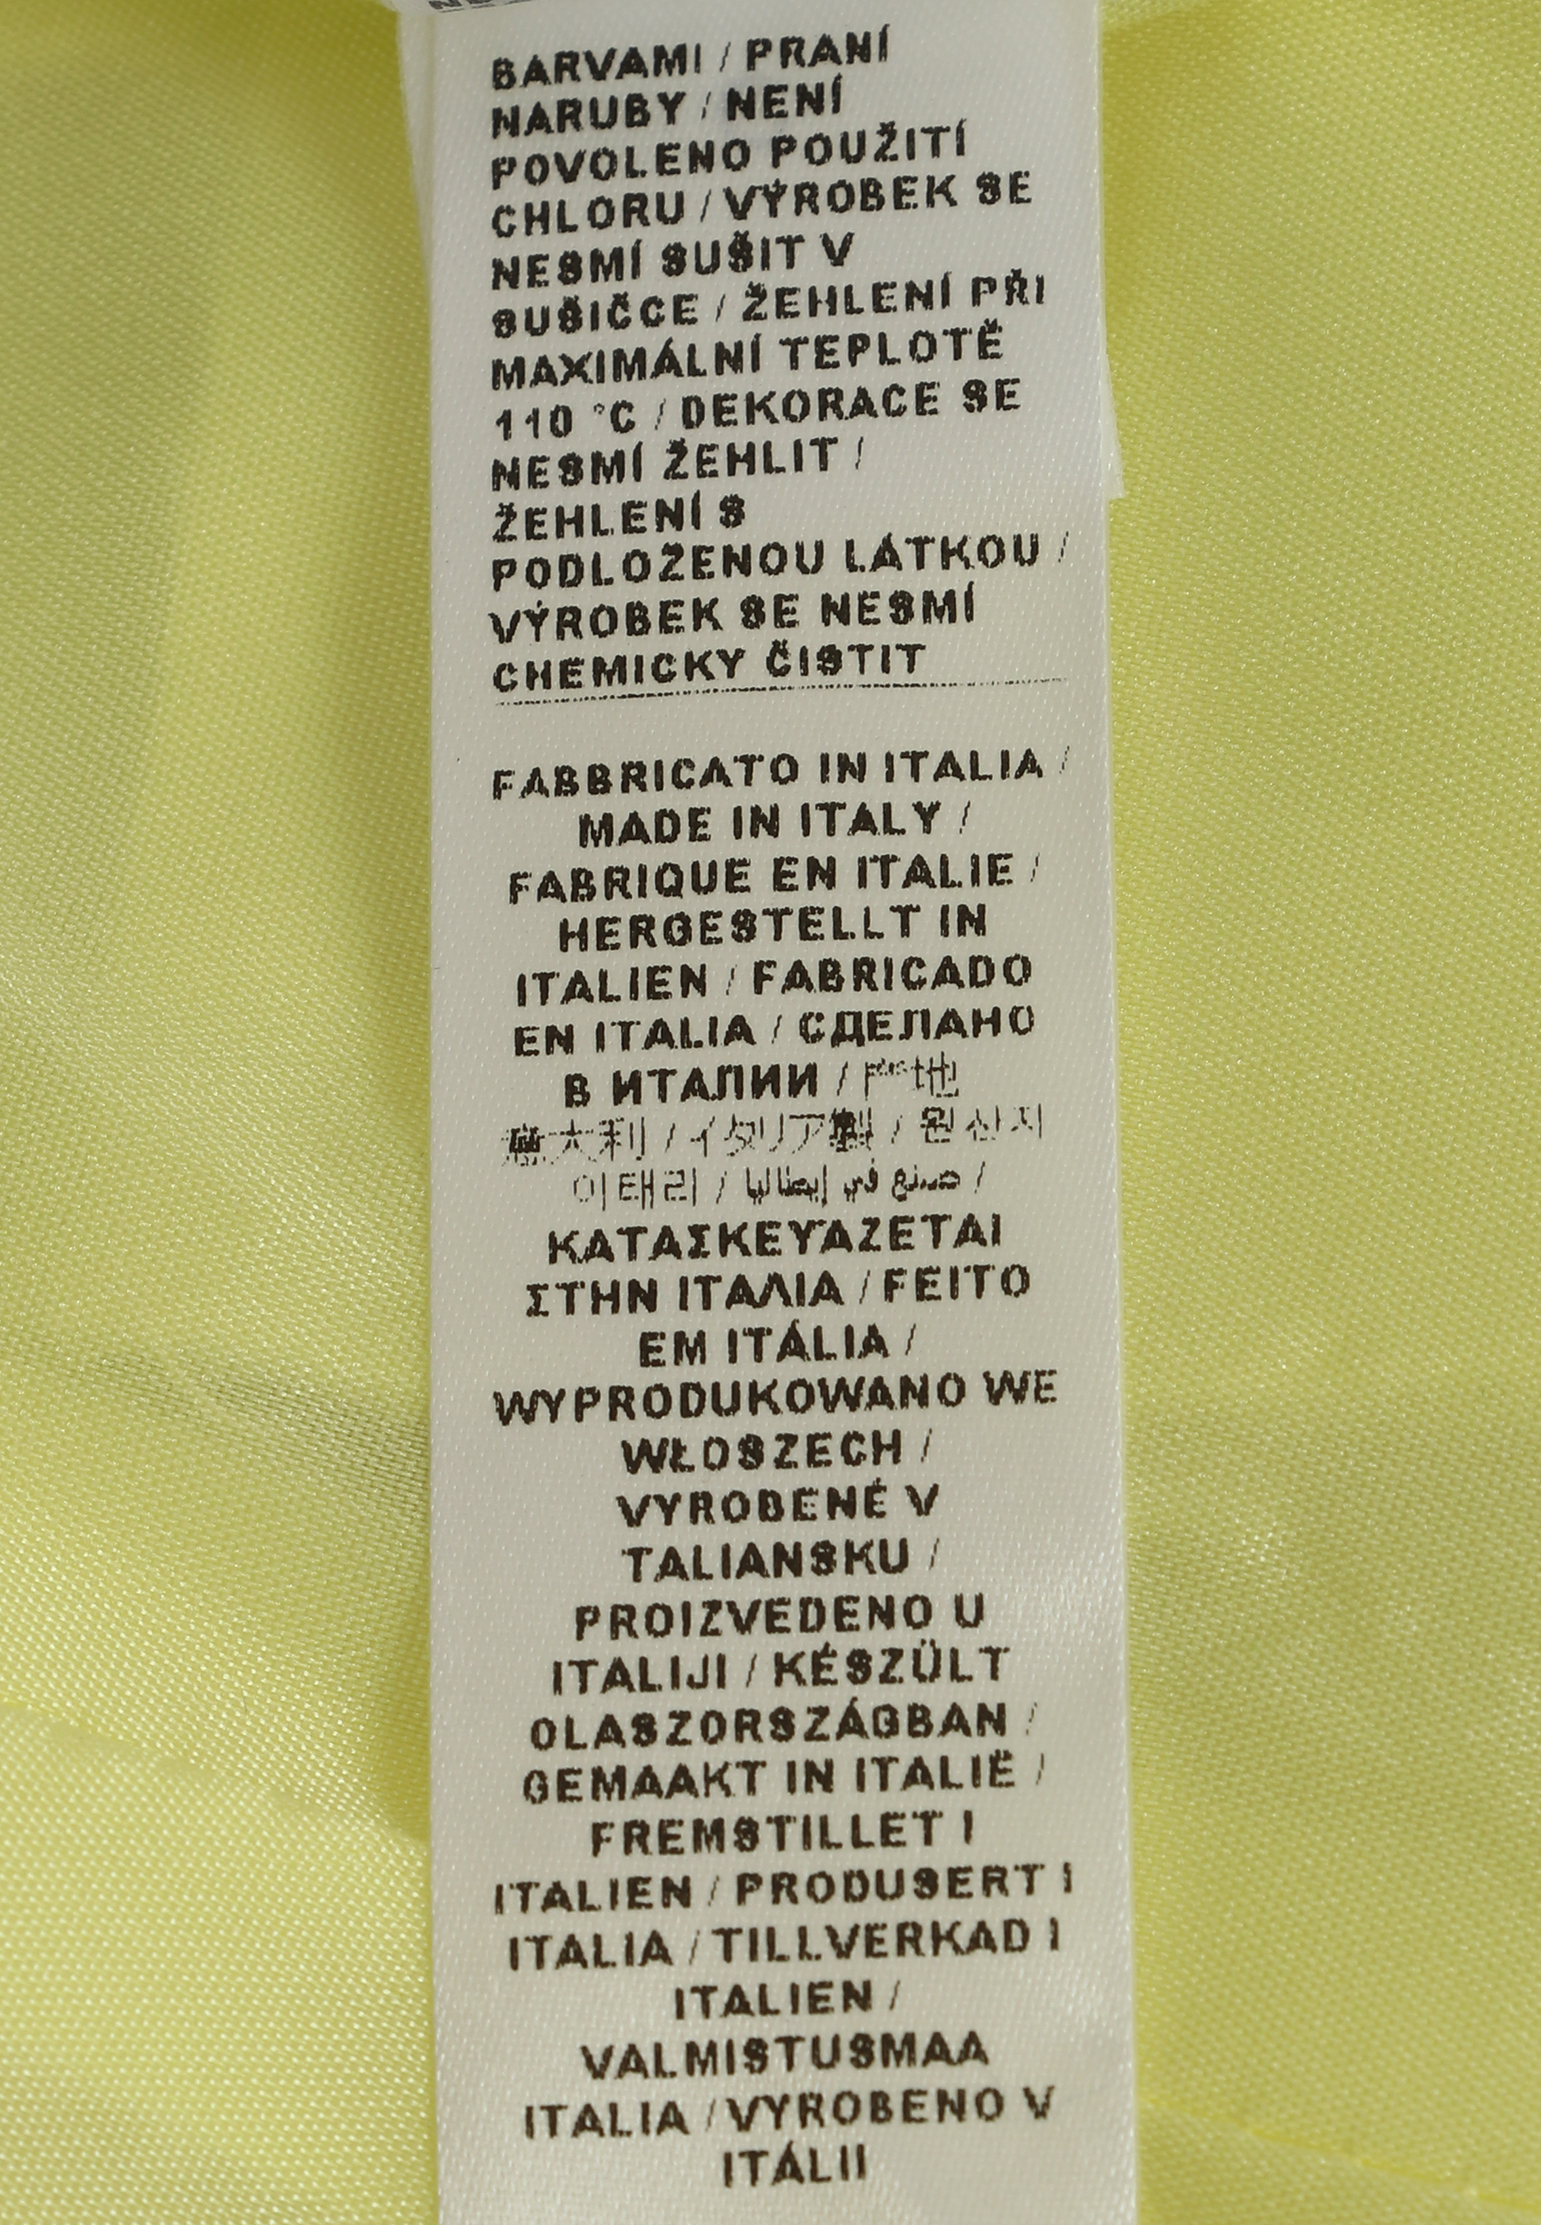 BARVAMI / PRANÍ
NARUBY / NENÍ
POVOLENO POUŽITÍ
CHLORU / VÝROBEK SE
NESMÍ SUŠIT V
SUŠIČCE / ŽEHLENÍ PŘI
MAXIMÁLNÍ TEPLOTĚ
110 °C / DEKORACE SE
NESMÍ ŽEHLIT /
ŽEHLENÍ S
PODLOŽENOU LÁTKOU /
VÝROBEK SE NESMÍ
CHEMICKY ČISTIT
FABBRICATO IN ITALIA /
MADE IN ITALY /
FABRIQUE EN ITALIE /
HERGESTELLT IN
ITALIEN / FABRICADO
EN ITALIA / СДЕЛАНО
В ИТАЛИИ / 产地
意大利 / イタリア製 / 원산지
이태리 / صنع في إيطاليا /
ΚΑΤΑΣΚΕΥΑΖΕΤΑΙ
ΣΤΗΝ ΙΤΑΛΙΑ / FEITO
EM ITÁLIA /
WYPRODUKOWANO WE
WŁOSZECH /
VYROBENÉ V
TALIANSKU /
PROIZVEDENO U
ITALIJI / KÉSZÜLT
OLASZORSZÁGBAN /
GEMAAKT IN ITALIË /
FREMSTILLET I
ITALIEN / PRODUSERT I
ITALIA / TILLVERKAD I
ITALIEN /
VALMISTUSMAA
ITALIA / VYROBENO V
ITÁLII